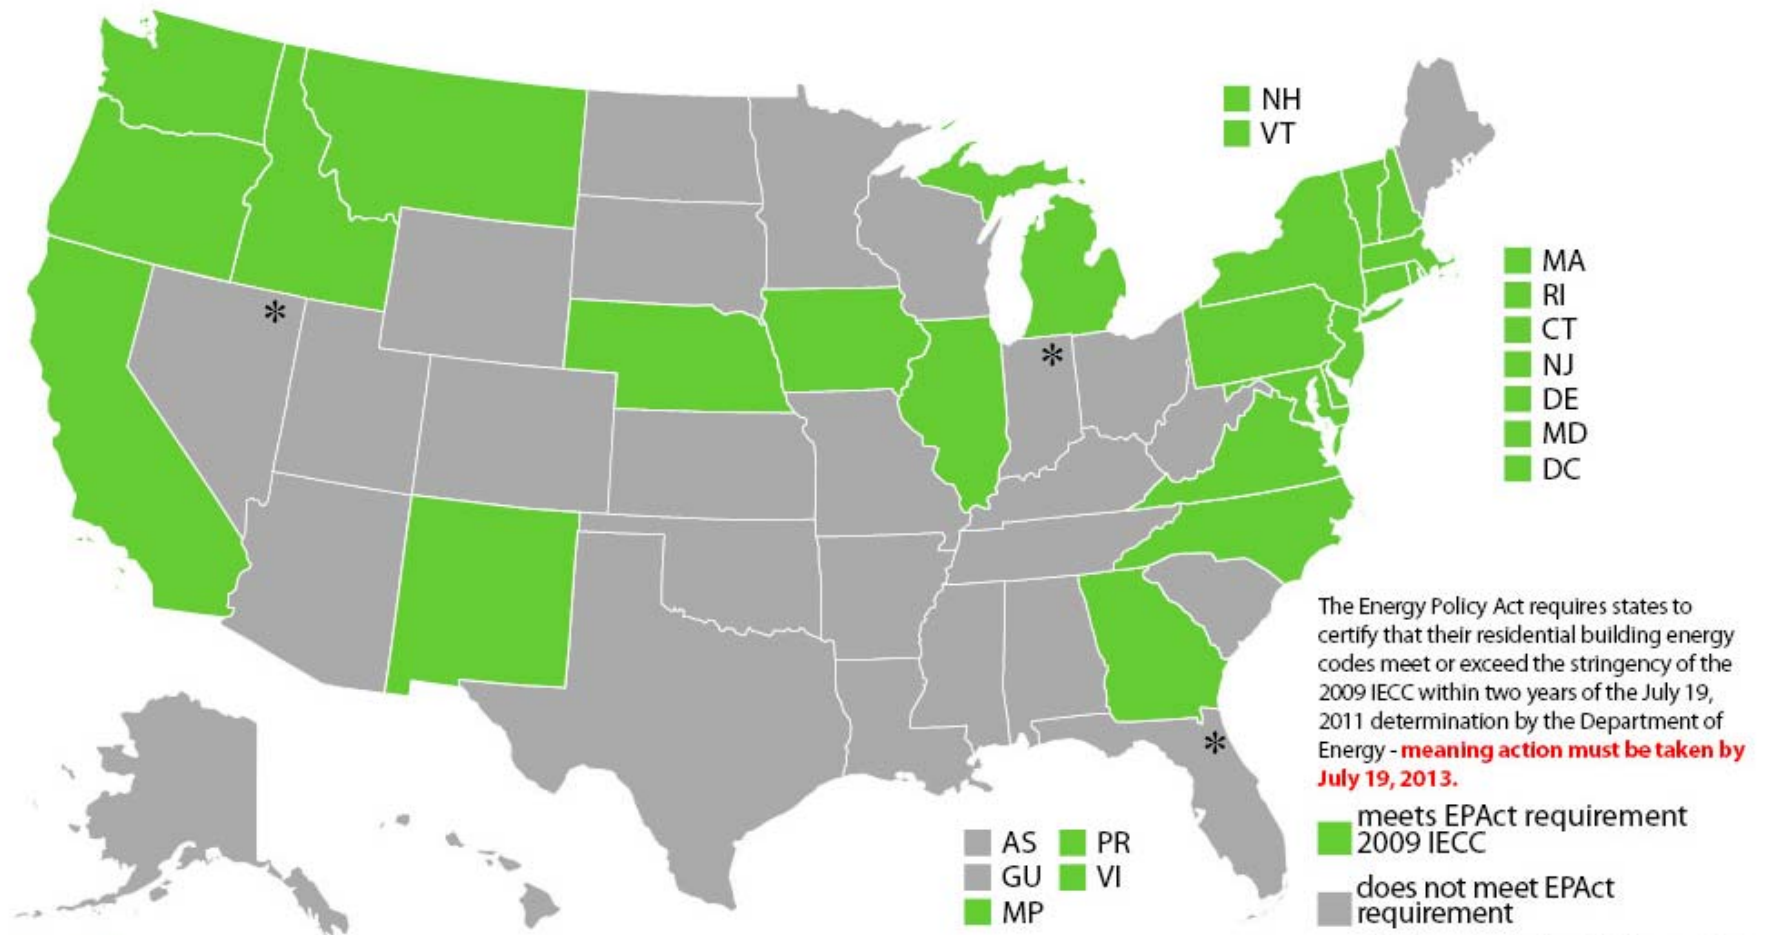 NH
VT
MA
RI
CT
NJ
DE
MD
DC
*
*
*
The Energy Policy Act requires states to
certify that their residential building energy
codes meet or exceed the stringency of the
2009 IECC within two years of the July 19,
2011 determination by the Department of
Energy - meaning action must be taken by
July 19, 2013.
AS
PR
GU
VI
MP
meets EPAct requirement
2009 IECC
does not meet EPAct
requirement